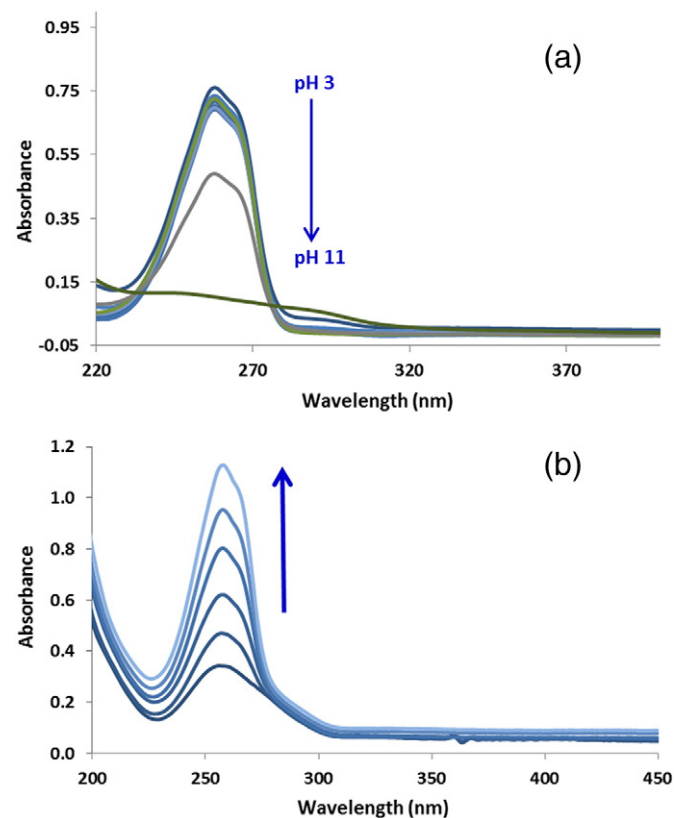 (a)
0.95
0.75
0.55
0.35
0.15
-0.05
Absorbance
pH 3
pH 11
220 270 320 370
Wavelength (nm)
(b)
1.2
1.0
0.8
0.6
0.4
0.2
0.0
Absorbance
200 250 300 350 400 450
Wavelength (nm)